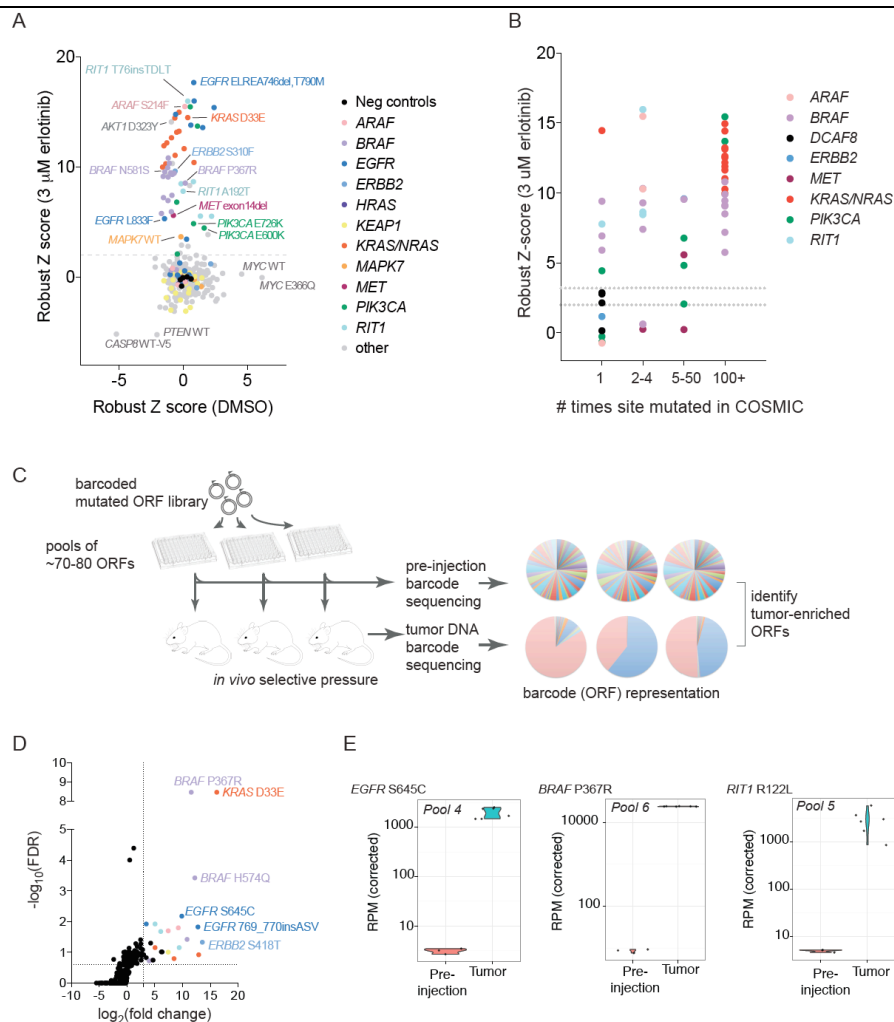 A
20
10
0
Robust Z score (3 µM erlotinib)
RIT1 T76insTDLT
EGFR ELREA746del,T790M
ARAF S214F
KRAS D33E
AKT1 D323Y
ERBB2 S310F
BRAF N581S
BRAF P367R
RIT1 A192T
MET exon14del
EGFR L833F
PIK3CA E726K
PIK3CA E600K
MAPK7 WT
MYC WT
MYC E366Q
PTEN WT
CASP8 WT-V5
-5
0
5
Robust Z score (DMSO)
Neg controls
ARAF
BRAF
EGFR
ERBB2
HRAS
KEAP1
KRAS/NRAS
MAPK7
MET
PIK3CA
RIT1
other
B
20
15
10
5
0
Robust Z-score (3 µM erlotinib)
1
2-4
5-50
100+
# times site mutated in COSMIC
ARAF
BRAF
DCAF8
ERBB2
MET
KRAS/NRAS
PIK3CA
RIT1
C
barcoded
mutated ORF library
pools of
~70-80 ORFs
pre-injection
barcode
sequencing
tumor DNA
barcode
sequencing
in vivo selective pressure
identify
tumor-enriched
ORFs
barcode (ORF) representation
D
10
9
8
5
4
3
2
1
0
-log10(FDR)
BRAF P367R
KRAS D33E
BRAF H574Q
EGFR S645C
EGFR 769_770insASV
ERBB2 S418T
-10
0
10
20
log2(fold change)
E
EGFR S645C
Pool 4
1000
100
10
RPM (corrected)
Pre-
injection
Tumor
BRAF P367R
Pool 6
10000
100
RPM (corrected)
Pre-
injection
Tumor
RIT1 R122L
Pool 5
1000
100
10
RPM (corrected)
Pre-
injection
Tumor